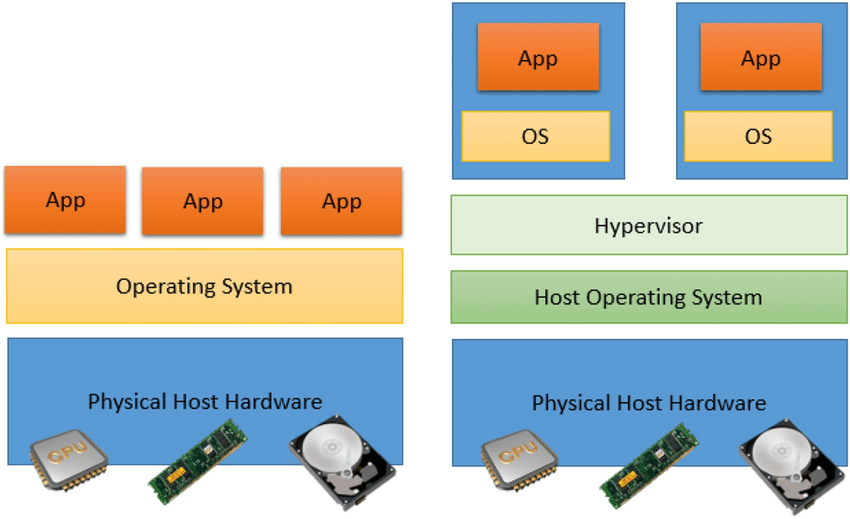 App
App
App
Operating System
Physical Host Hardware
CPU
App
OS
App
OS
Hypervisor
Host Operating System
Physical Host Hardware
CPU